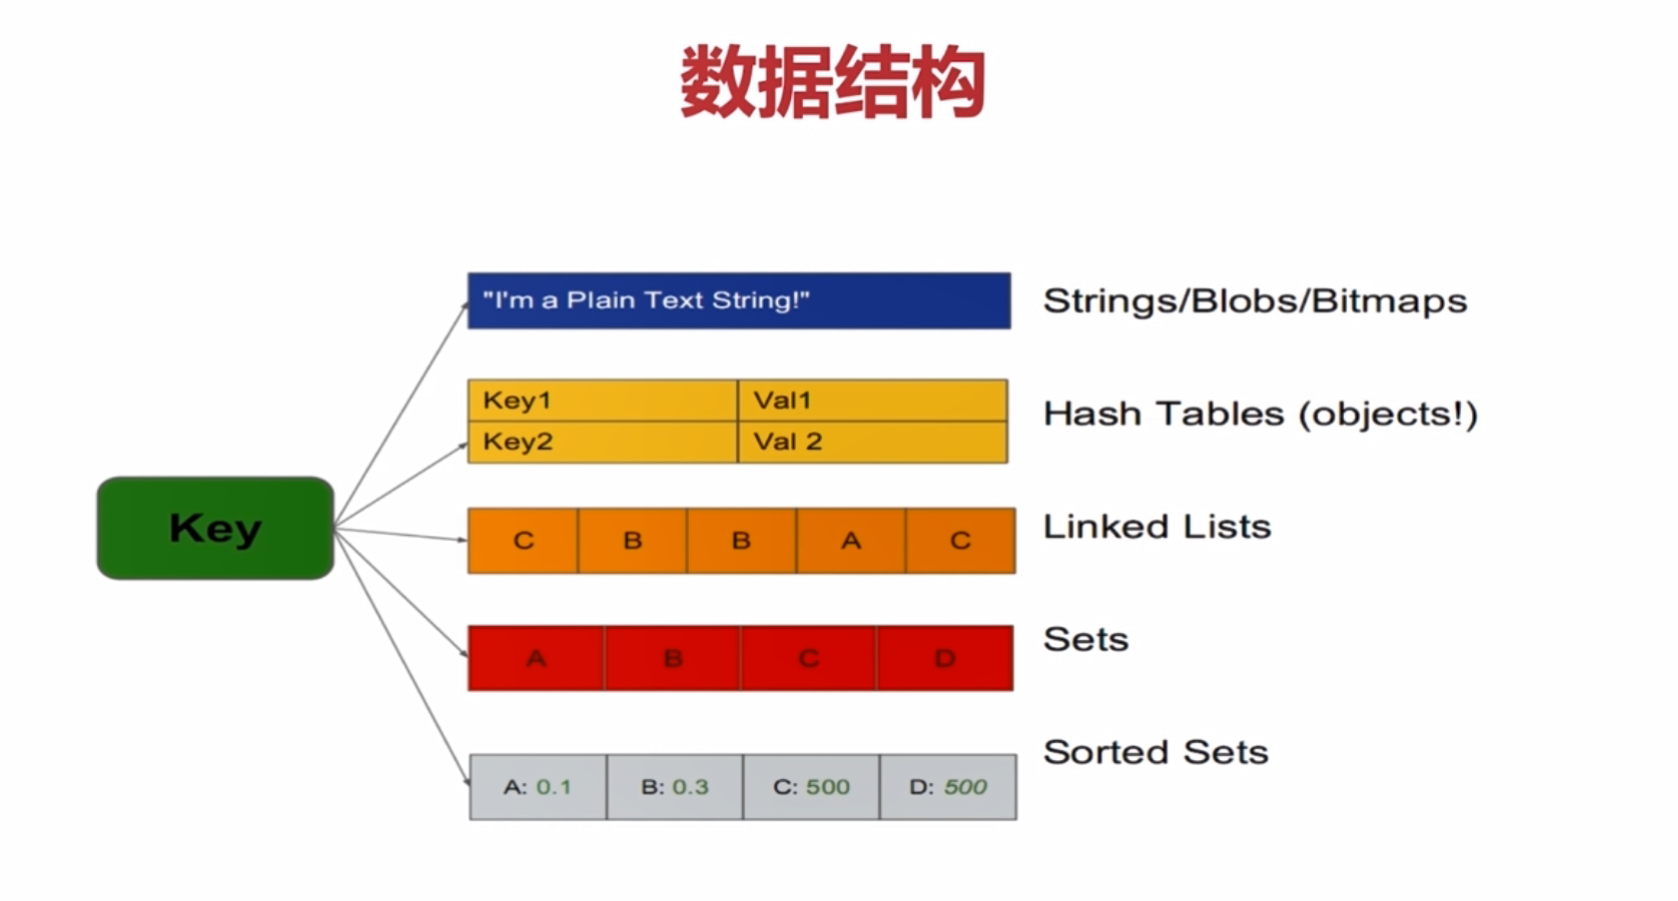 数据结构
"I'm a Plain Text String!"
Strings/Blobs/Bitmaps
Key1 Val1
Key2 Val 2
Hash Tables (objects!)
Key
C B B A C
Linked Lists
A B C D
Sets
A: 0.1 B: 0.3 C: 500 D: 500
Sorted Sets